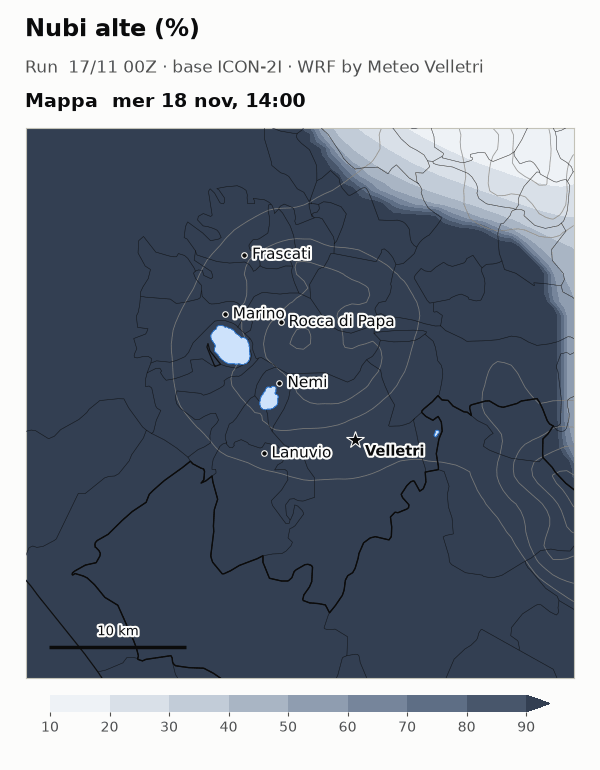 Nubi alte (%)
Run  17/11 00Z · base ICON-2I · WRF by Meteo Velletri
Mappa  mer 18 nov, 14:00
Frascati
Marino
Rocca di Papa
Nemi
Velletri
Lanuvio
10 km
10 20 30 40 50 60 70 80 90